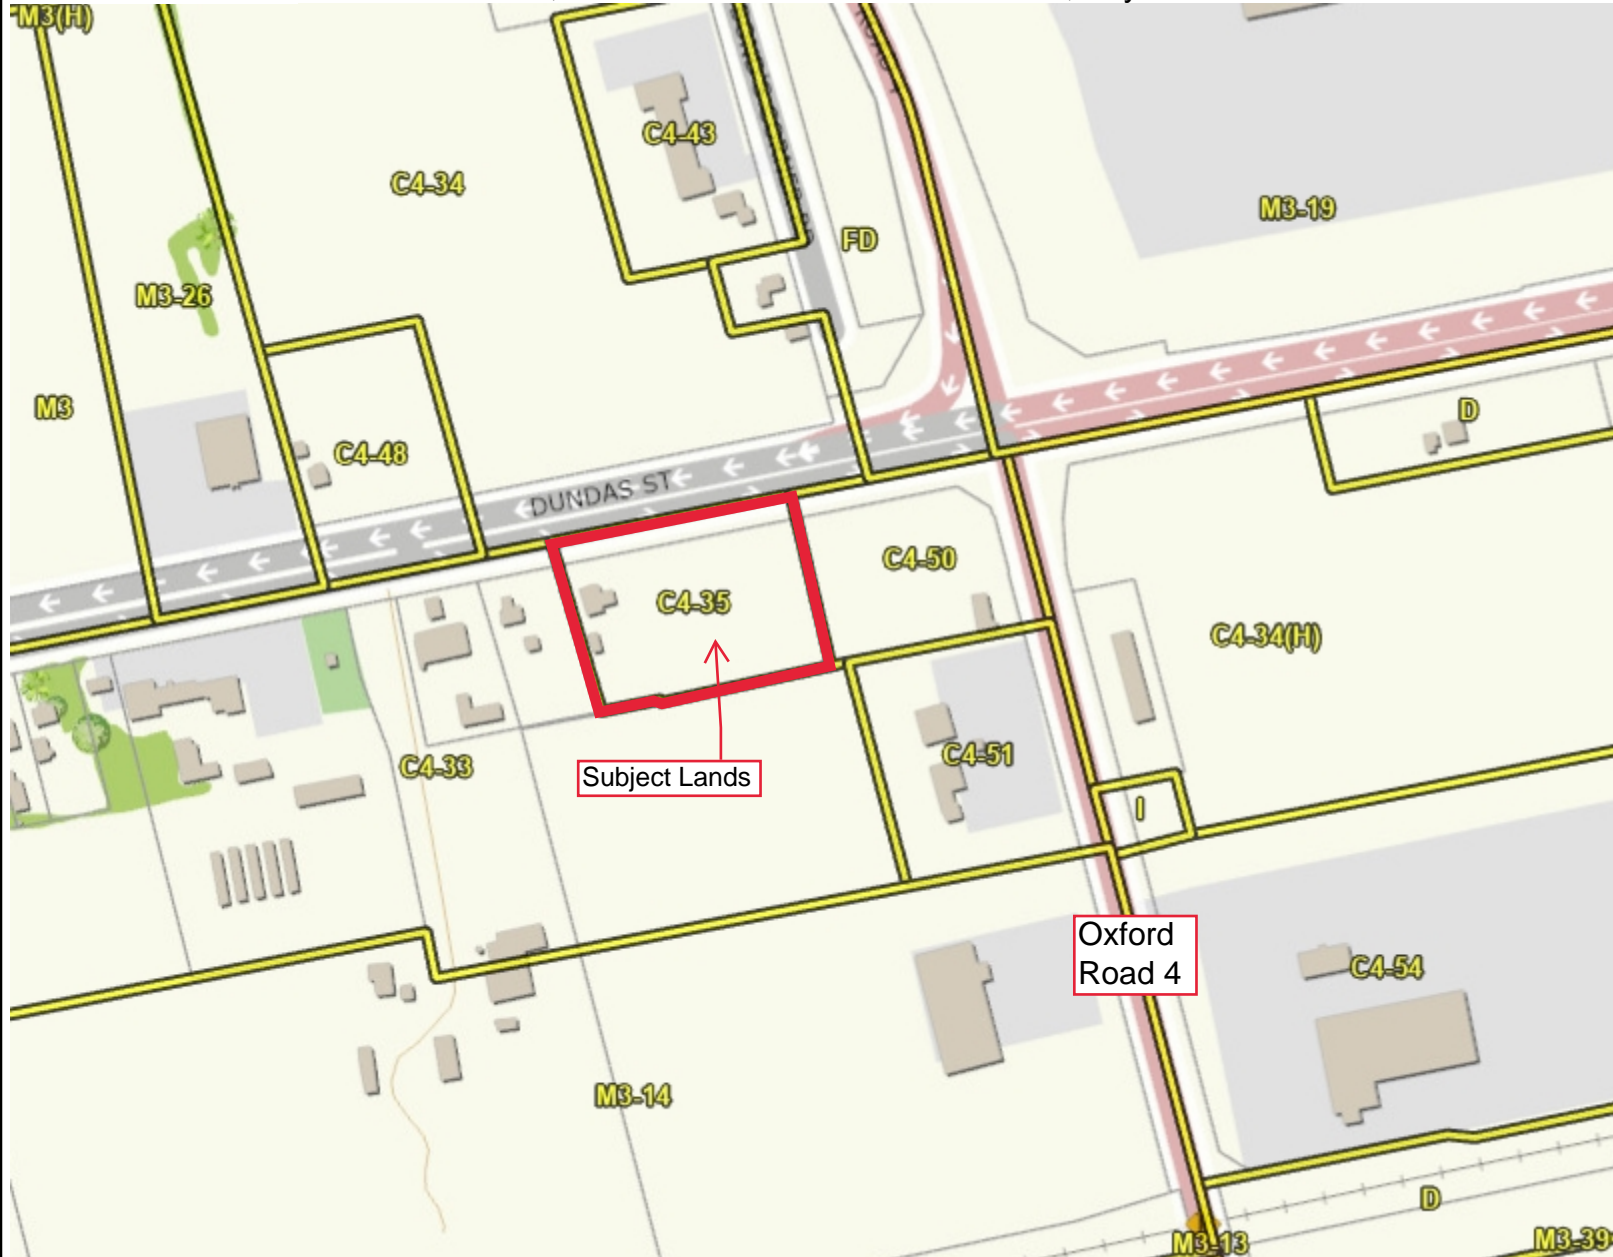 M3(H)
C4-43
C4-34
M3-19
FD
M3-26
M3
D
C4-48
DUNDAS ST
C4-50
C4-35
C4-34(H)
C4-51
C4-33
Subject Lands
I
Oxford
Road 4
C4-54
M3-14
D
M3-13
M3-39